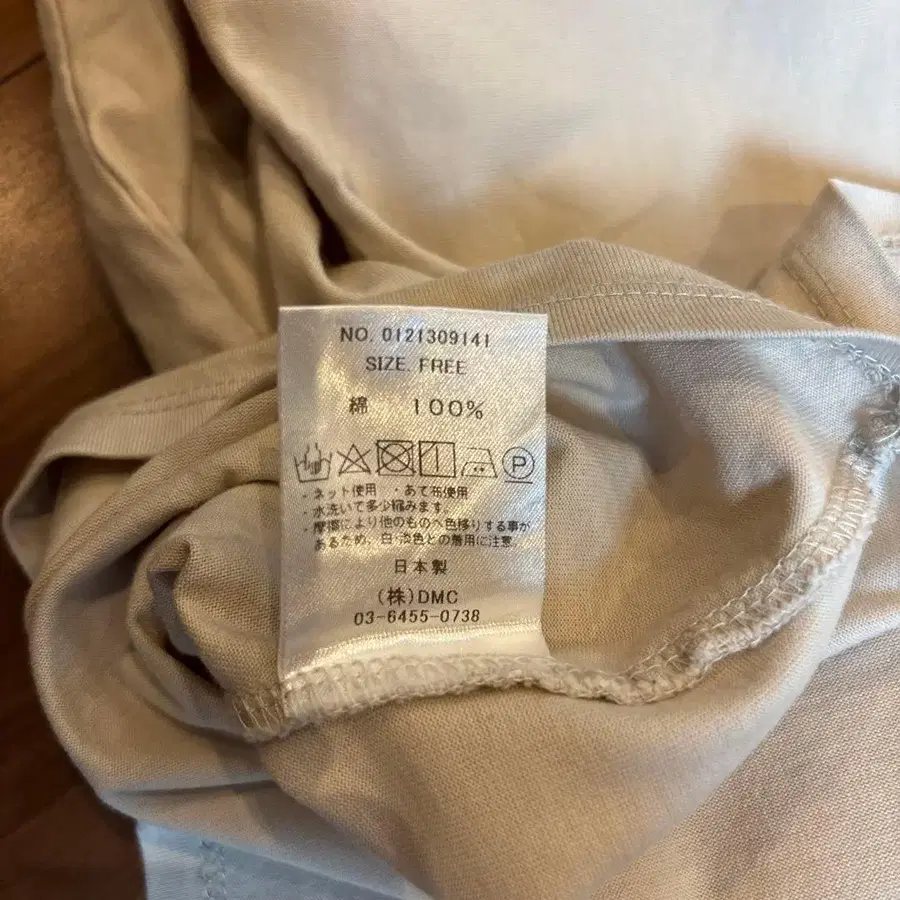 NO. 0121309141
SIZE. FREE
綿 100%
P
・ネット使用 ・あて布使用
・水洗いで多少縮みます。
・摩擦により他のものへ色移りする事が
あるため、白・淡色との着用に注意。
日本製
(株)DMC
03-6455-0738